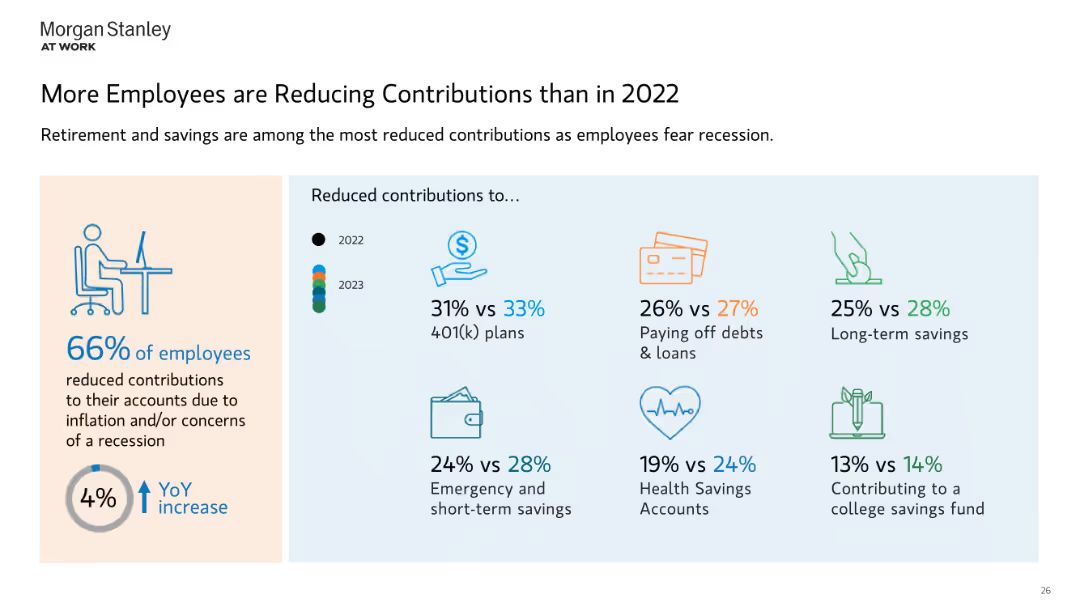 Morgan Stanley
AT WORK
More Employees are Reducing Contributions than in 2022
Retirement and savings are among the most reduced contributions as employees fear recession.
66% of employees
reduced contributions
to their accounts due to
inflation and/or concerns
of a recession
4%
YoY
increase
Reduced contributions to…
2022
2023
$
31% vs 33%
401(k) plans
26% vs 27%
Paying off debts
& loans
25% vs 28%
Long-term savings
24% vs 28%
Emergency and
short-term savings
19% vs 24%
Health Savings
Accounts
13% vs 14%
Contributing to a
college savings fund
26